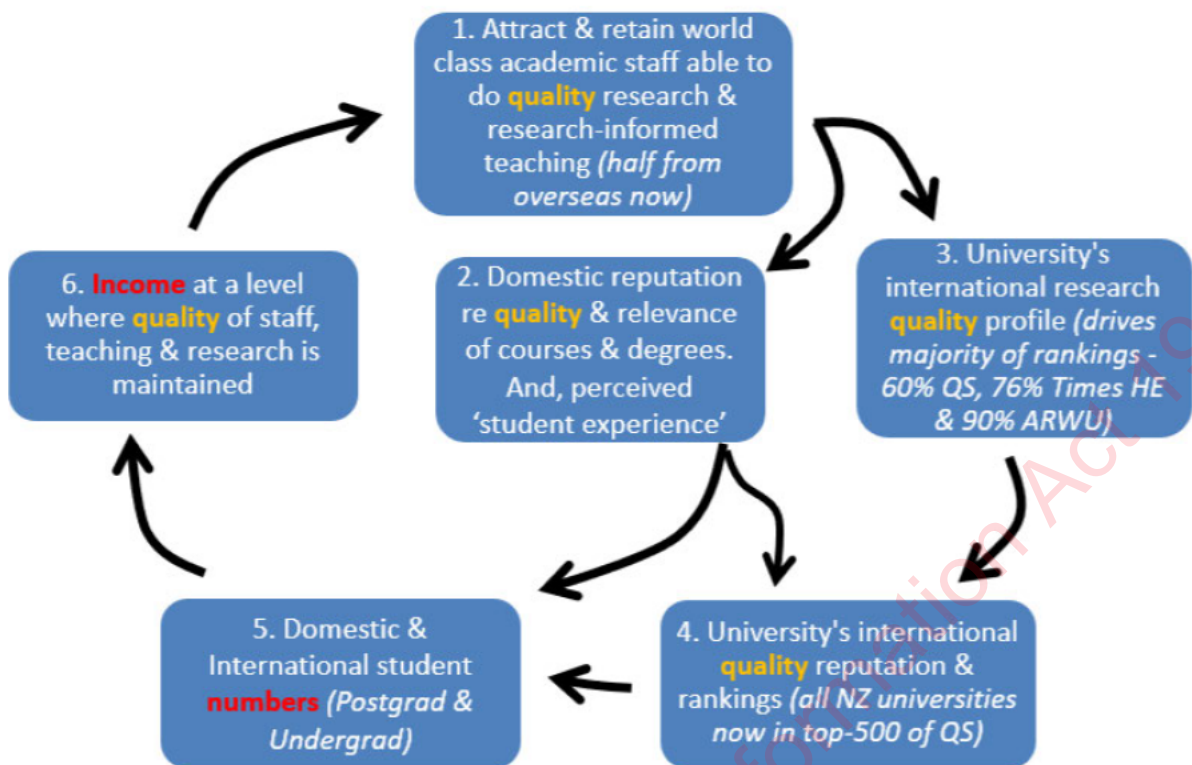 1. Attract & retain world
class academic staff able to
do quality research &
research-informed
teaching (half from
overseas now)
2. Domestic reputation
re quality & relevance
of courses & degrees.
And, perceived
‘student experience’
3. University's
international research
quality profile (drives
majority of rankings -
60% QS, 76% Times HE
& 90% ARWU)
4. University's international
quality reputation &
rankings (all NZ universities
now in top-500 of QS)
5. Domestic &
International student
numbers (Postgrad &
Undergrad)
6. Income at a level
where quality of staff,
teaching & research is
maintained
formation Act 19